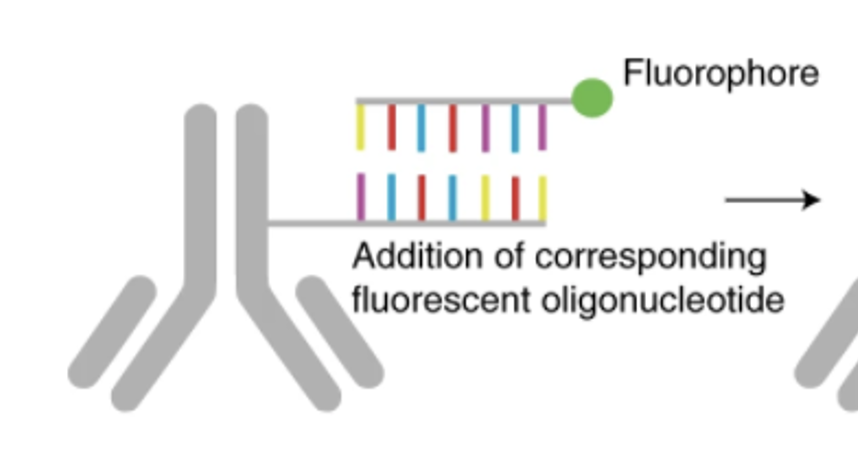 Fluorophore
Addition of corresponding
fluorescent oligonucleotide